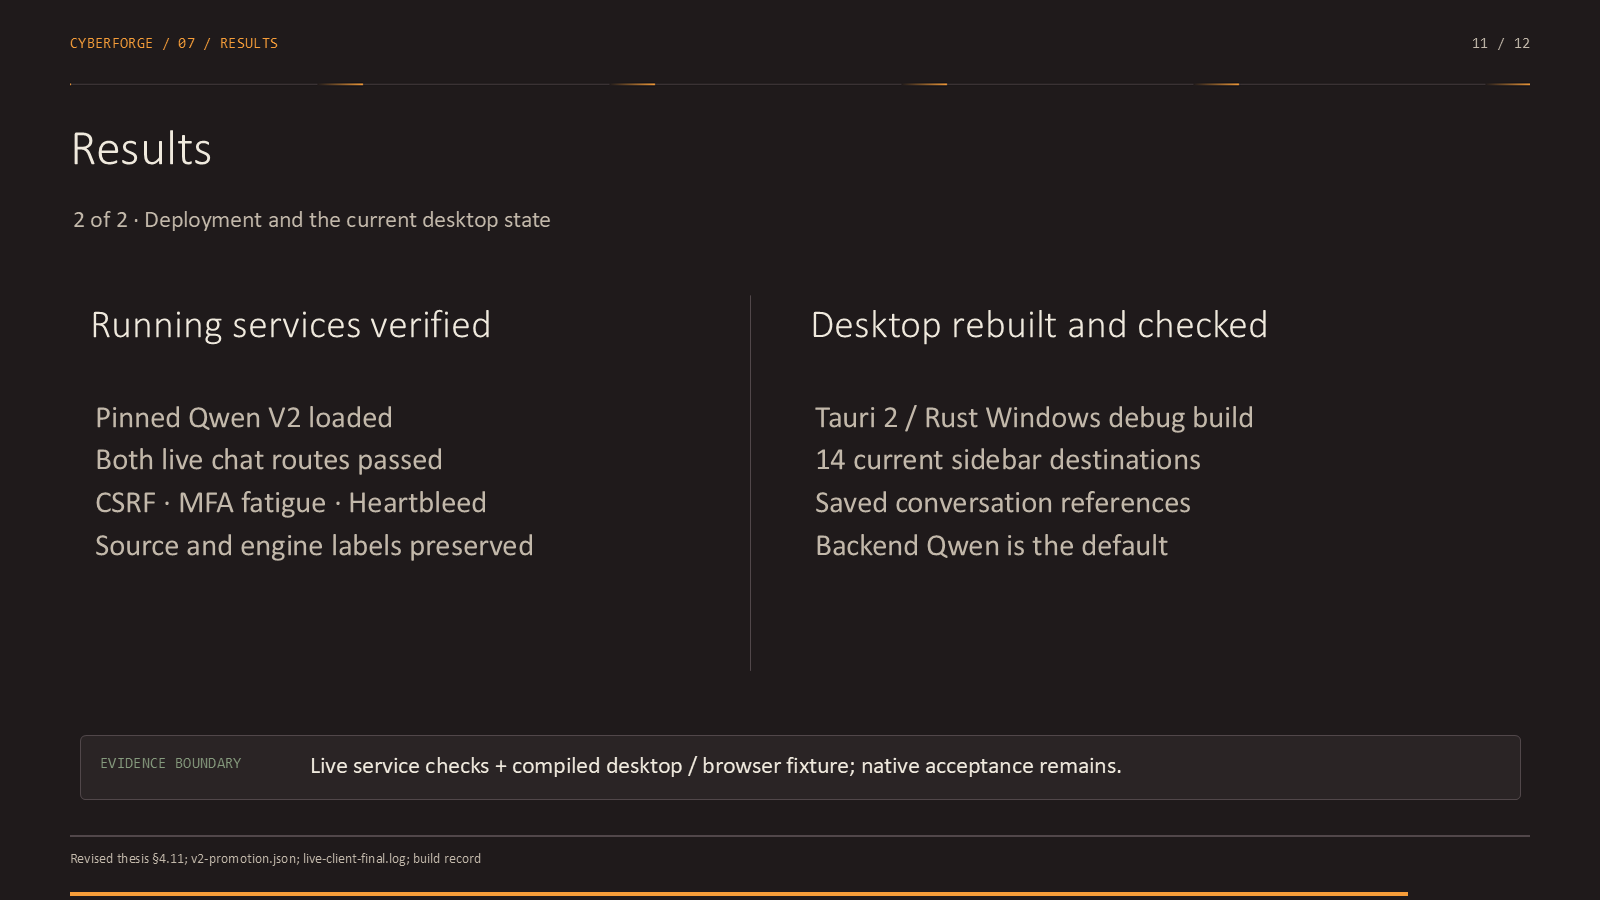 CYBERFORGE / 07 / RESULTS
11 / 12
Results
2 of 2 · Deployment and the current desktop state
Running services verified
Pinned Qwen V2 loaded
Both live chat routes passed
CSRF · MFA fatigue · Heartbleed
Source and engine labels preserved
Desktop rebuilt and checked
Tauri 2 / Rust Windows debug build
14 current sidebar destinations
Saved conversation references
Backend Qwen is the default
EVIDENCE BOUNDARY
Live service checks + compiled desktop / browser fixture; native acceptance remains.
Revised thesis §4.11; v2-promotion.json; live-client-final.log; build record